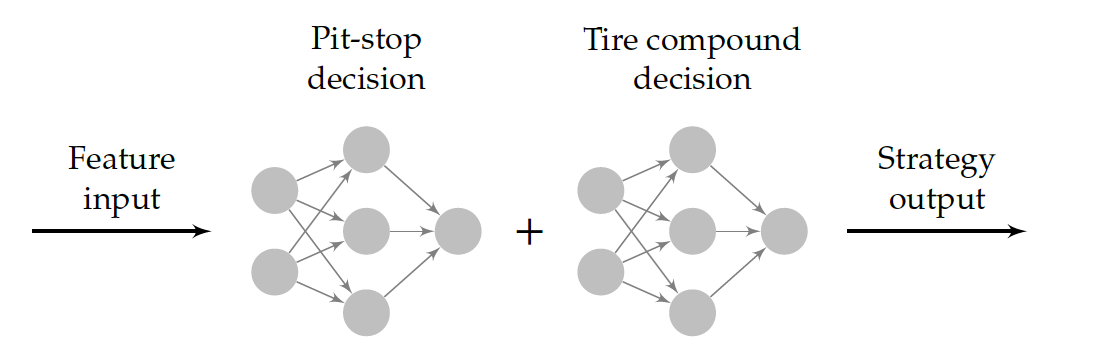 Pit-stop
decision
Tire compound
decision
Feature
input
+
Strategy
output